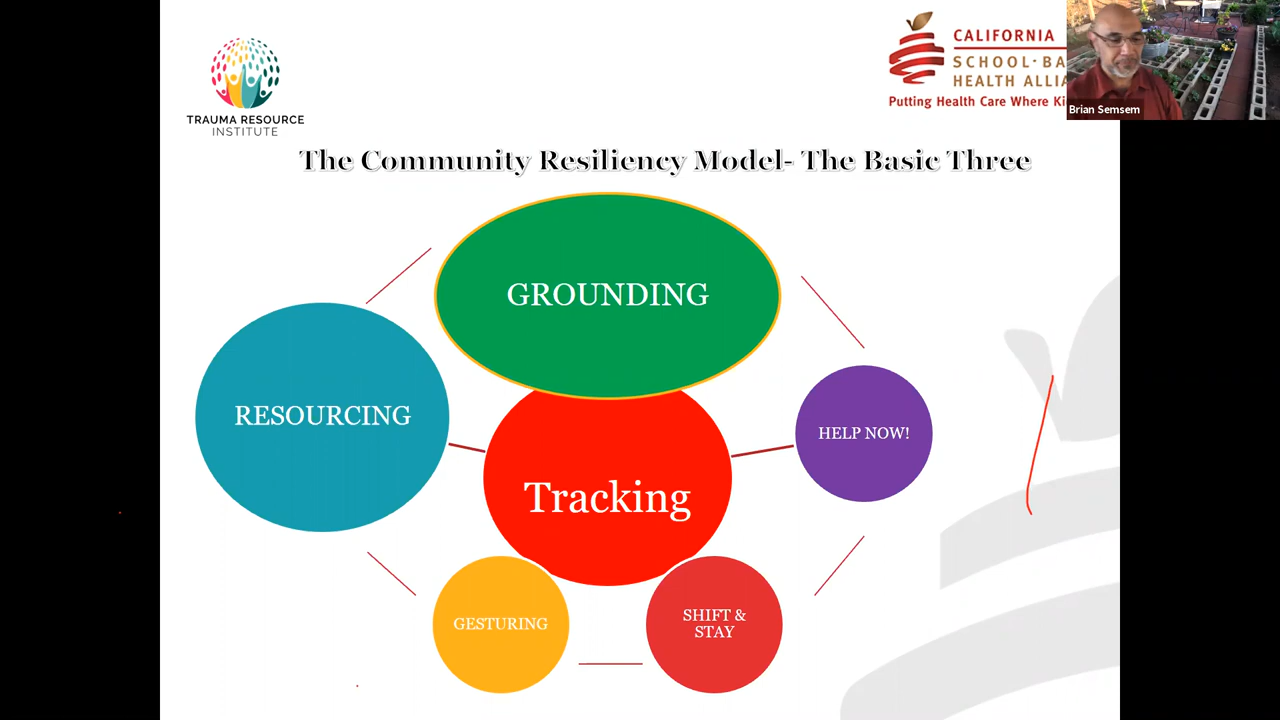 TRAUMA RESOURCE
INSTITUTE
CALIFORNIA
SCHOOL·BA
HEALTH ALLIA
Putting Health Care Where Ki
Brian Semsem
The Community Resiliency Model- The Basic Three
GROUNDING
RESOURCING
HELP NOW!
Tracking
GESTURING
SHIFT &
STAY